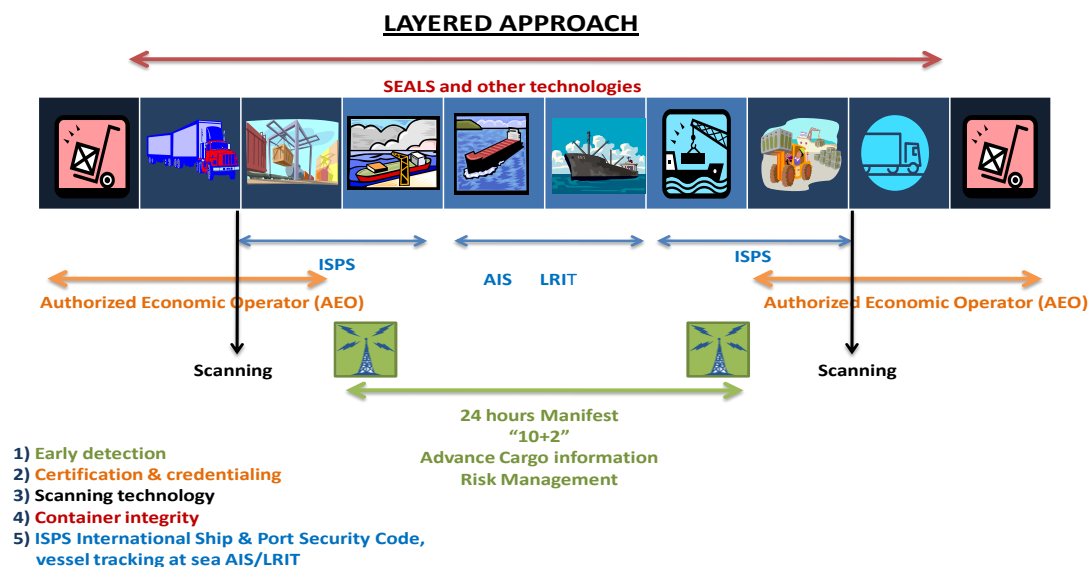 LAYERED APPROACH
SEALS and other technologies
ISPS
AIS LRIT
ISPS
Authorized Economic Operator (AEO)
Authorized Economic Operator (AEO)
Scanning
Scanning
24 hours Manifest
“10+2”
Advance Cargo information
Risk Management
1) Early detection
2) Certification & credentialing
3) Scanning technology
4) Container integrity
5) ISPS International Ship & Port Security Code,
vessel tracking at sea AIS/LRIT